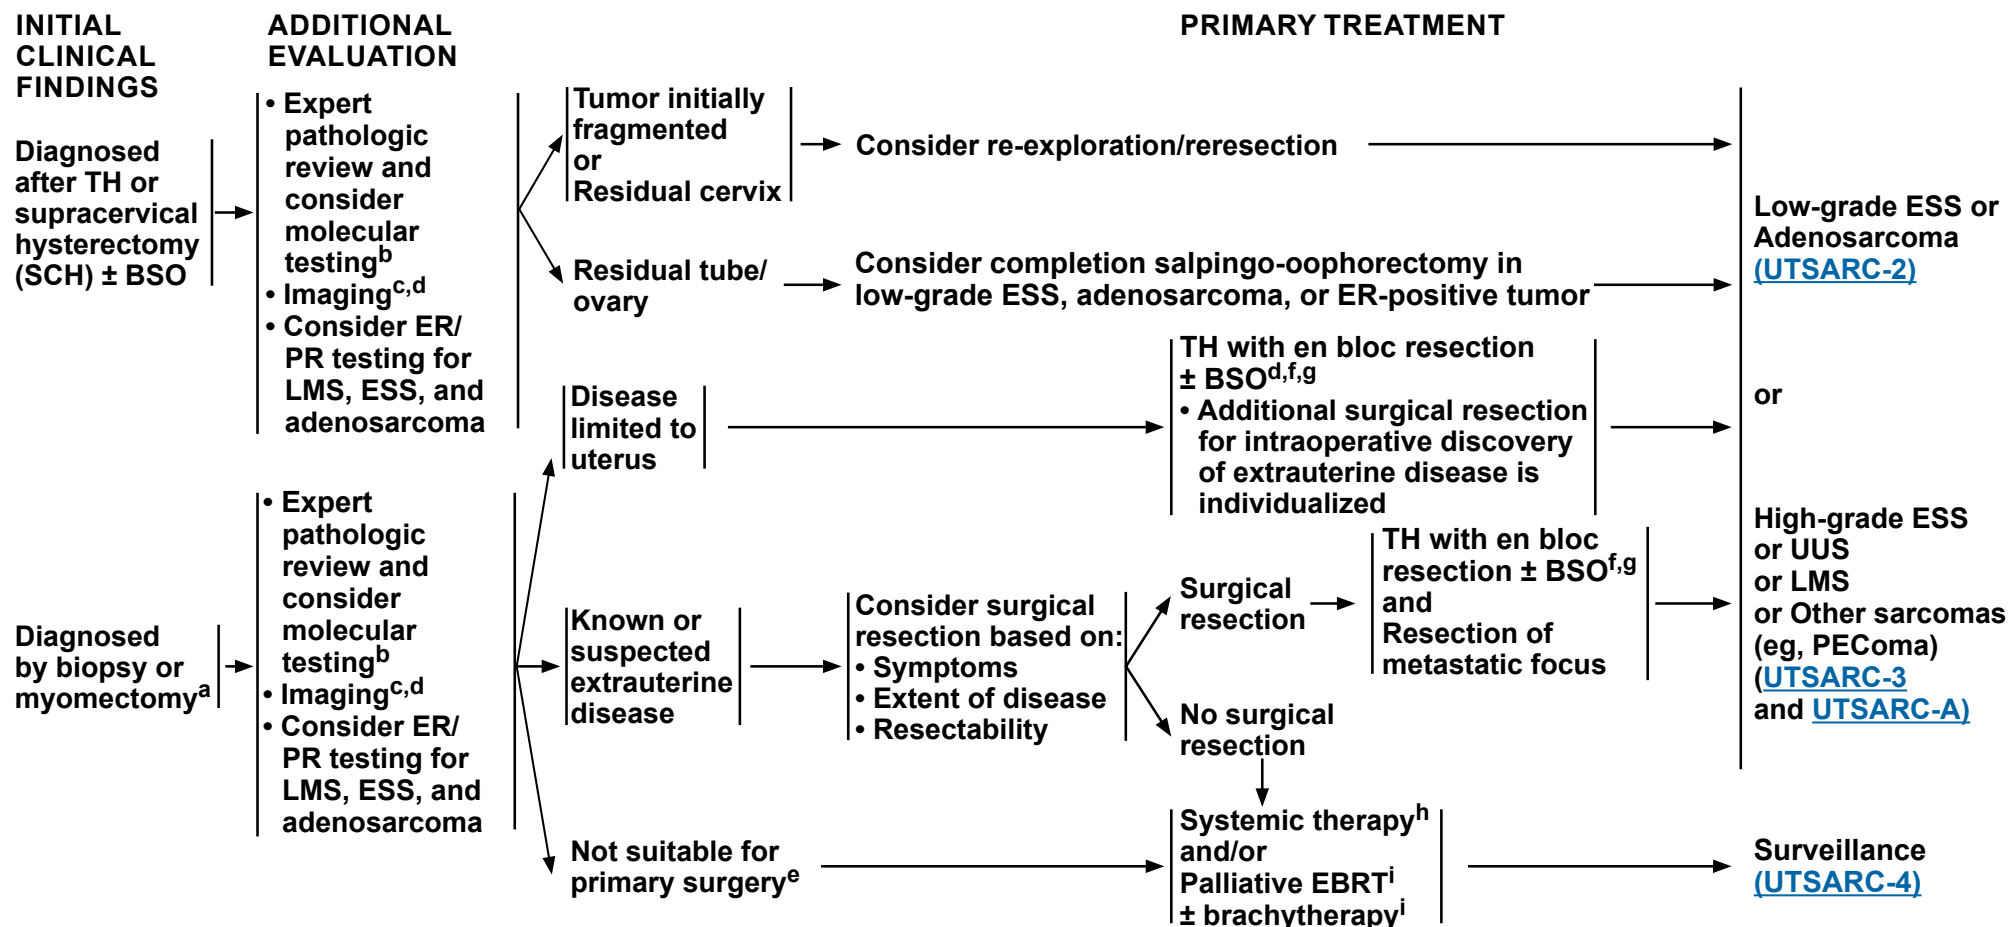 INITIAL
CLINICAL
FINDINGS
ADDITIONAL
EVALUATION
PRIMARY TREATMENT
Diagnosed
after TH or
supracervical
hysterectomy
(SCH) ± BSO
• Expert
pathologic
review and
consider
molecular
testingb
• Imagingc,d
• Consider ER/
PR testing for
LMS, ESS, and
adenosarcoma
Tumor initially
fragmented
or
Residual cervix
Consider re-exploration/reresection
Residual tube/
ovary
Consider completion salpingo-oophorectomy in
low-grade ESS, adenosarcoma, or ER-positive tumor
Diagnosed
by biopsy or
myomectomya
• Expert
pathologic
review and
consider
molecular
testingb
• Imagingc,d
• Consider ER/
PR testing for
LMS, ESS, and
adenosarcoma
Disease
limited to
uterus
TH with en bloc resection
± BSOd,f,g
• Additional surgical resection
for intraoperative discovery
of extrauterine disease is
individualized
Known or
suspected
extrauterine
disease
Consider surgical
resection based on:
• Symptoms
• Extent of disease
• Resectability
Surgical
resection
TH with en bloc
resection ± BSOf,g
and
Resection of
metastatic focus
No surgical
resection
Not suitable for
primary surgerye
Systemic therapyh
and/or
Palliative EBRTi
± brachytherapyi
Low-grade ESS or
Adenosarcoma
(UTSARC-2)
or
High-grade ESS
or UUS
or LMS
or Other sarcomas
(eg, PEComa)
(UTSARC-3
and UTSARC-A)
Surveillance
(UTSARC-4)